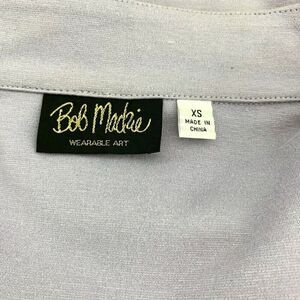 Bob Mackie
WEARABLE ART
XS
MADE IN
CHINA